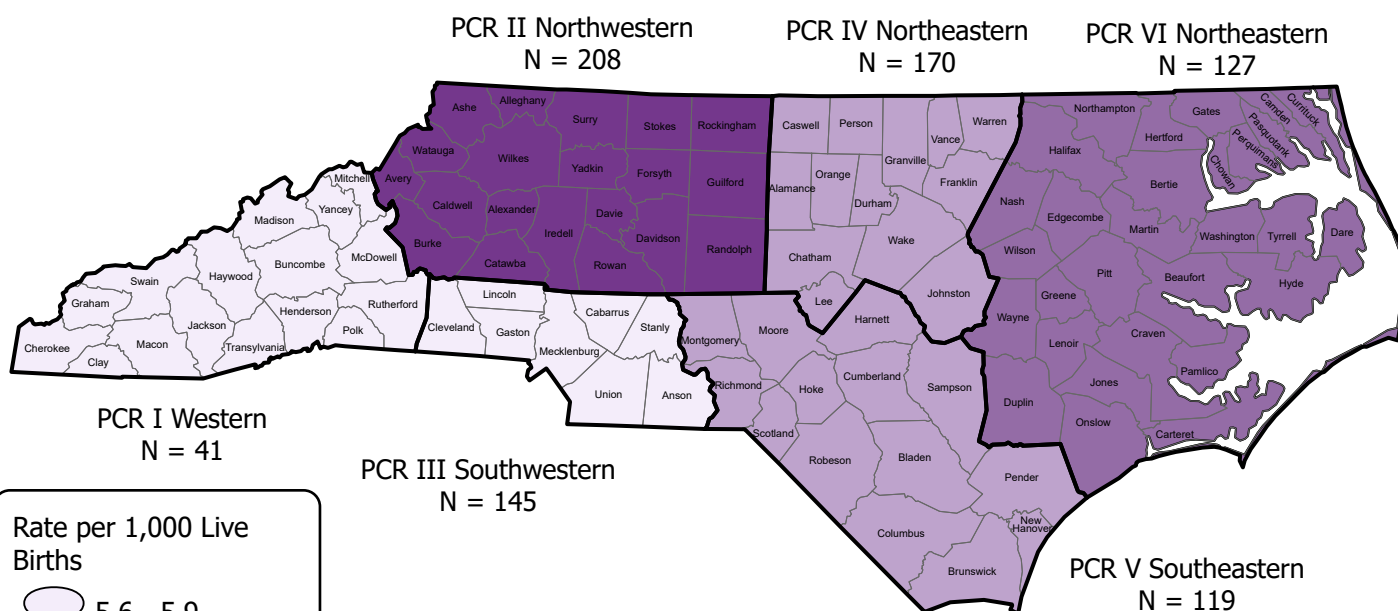 PCR II Northwestern
N = 208
PCR IV Northeastern
N = 170
PCR VI Northeastern
N = 127
Ashe
Alleghany
Surry
Stokes
Rockingham
Watauga
Wilkes
Yadkin
Forsyth
Guilford
Avery
Caldwell
Alexander
Davie
Iredell
Davidson
Randolph
Burke
Catawba
Rowan
Caswell
Person
Granville
Vance
Warren
Alamance
Orange
Durham
Franklin
Wake
Chatham
Lee
Johnston
Northampton
Gates
Camden
Currituck
Pasquotank
Perquimans
Chowan
Hertford
Halifax
Bertie
Nash
Edgecombe
Martin
Washington
Tyrrell
Dare
Wilson
Pitt
Beaufort
Hyde
Greene
Wayne
Lenoir
Craven
Pamlico
Jones
Duplin
Onslow
Carteret
Mitchell
Yancey
Madison
McDowell
Buncombe
Haywood
Swain
Graham
Rutherford
Henderson
Polk
Jackson
Transylvania
Macon
Cherokee
Clay
Lincoln
Cleveland
Gaston
Cabarrus
Stanly
Mecklenburg
Union
Anson
Montgomery
Moore
Harnett
Richmond
Hoke
Cumberland
Sampson
Scotland
Robeson
Bladen
Pender
Columbus
New
Hanover
Brunswick
PCR I Western
N = 41
PCR III Southwestern
N = 145
PCR V Southeastern
N = 119
Rate per 1,000 Live
Births
5.6 - 5.9